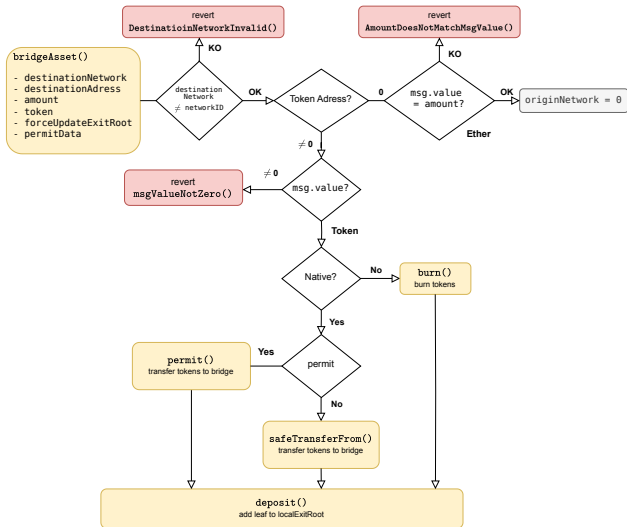 revert
DestinatioinNetworkInvalid()
revert
AmountDoesNotMatchMsgValue()
KO
KO
bridgeAsset()
- destinationNetwork
- destinationAdress
- amount
- token
- forceUpdateExitRoot
- permitData
destination
Network
≠ networkID
OK
Token Adress?
0
msg.value
= amount?
OK
originNetwork = 0
Ether
≠ 0
revert
msgValueNotZero()
≠ 0
msg.value?
Token
Native?
No
burn()
burn tokens
Yes
permit()
transfer tokens to bridge
Yes
permit
No
safeTransferFrom()
transfer tokens to bridge
deposit()
add leaf to localExitRoot